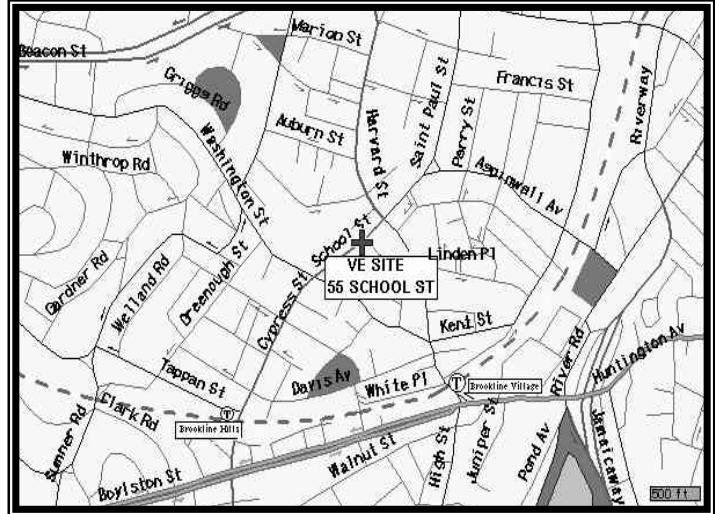 Beacon St
Marion St
Griggs Rd
Francis St
Riverway
Saint Paul St
Perry St
Harvard St
Auburn St
Washington St
Winthrop Rd
Aspinwall Av
School St
Linden Pl
VE SITE
55 SCHOOL ST
Gardner Rd
Welland Rd
Greenough St
Cypress St
Kent St
River Rd
Huntington Av
Tappan St
Davis Av
White Pl
T
Brookline Village
Clark Rd
T
Brookline Hills
Sumner Rd
Walnut St
High St
Juniper St
Pond Av
Jamaicaway
Boylston St
500 ft